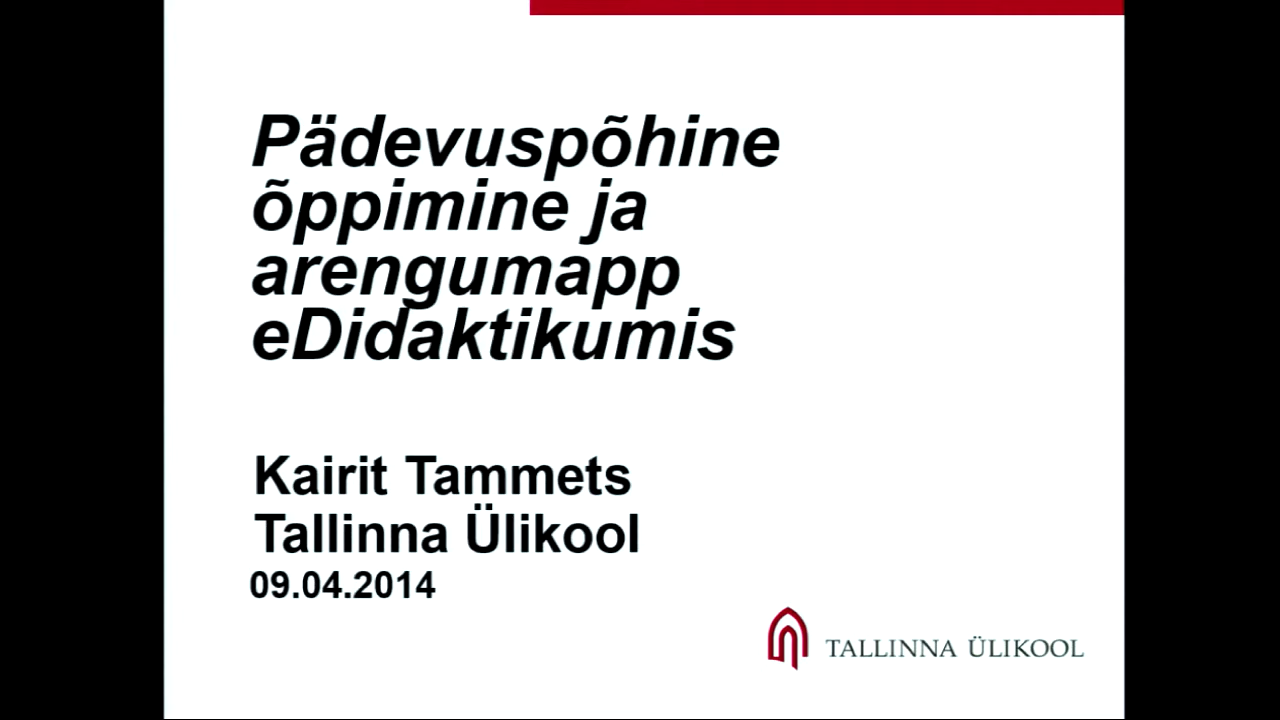 Pädevuspõhine
õppimine ja
arengumapp
eDidaktikumis
Kairit Tammets
Tallinna Ülikool
09.04.2014
TALLINNA ÜLIKOOL